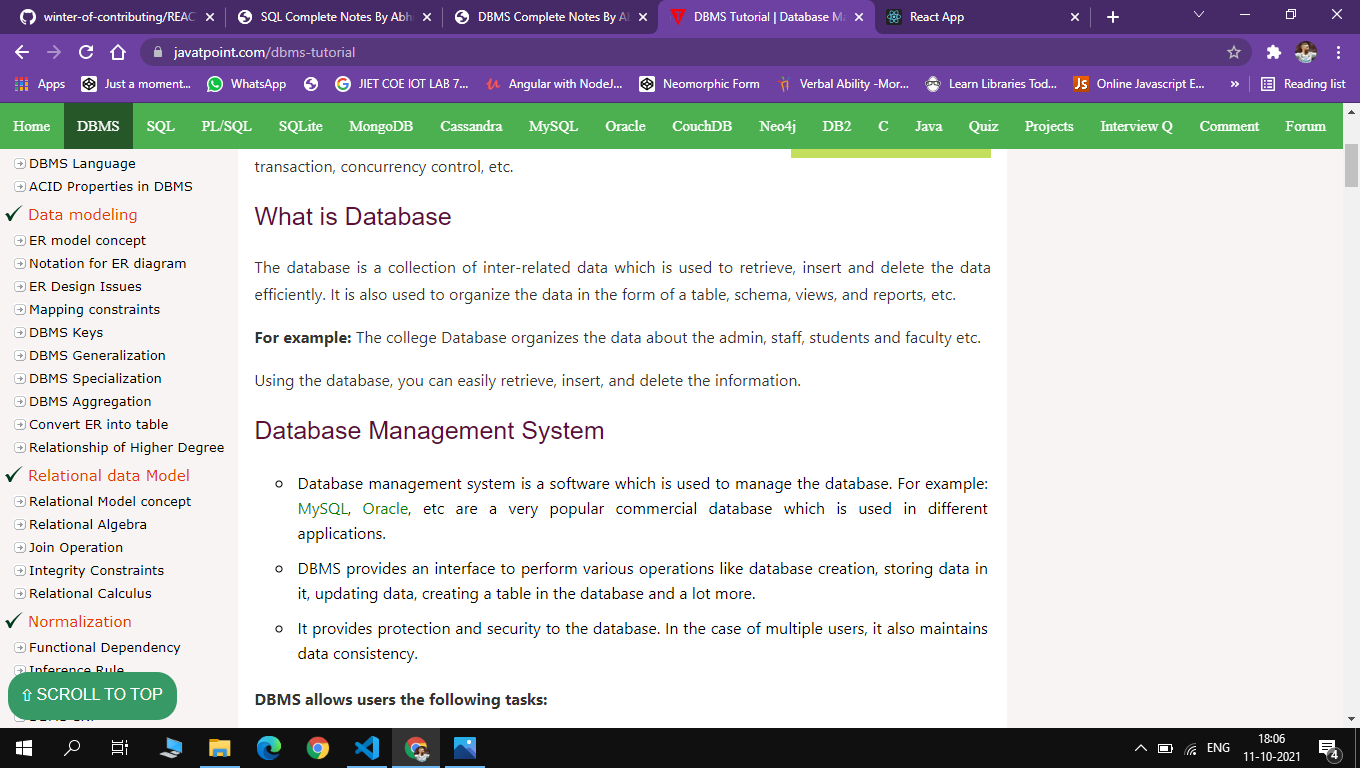 winter-of-contributing/REAC
SQL Complete Notes By Abh
DBMS Complete Notes By Al
DBMS Tutorial | Database Ma
React App
javatpoint.com/dbms-tutorial
Apps
Just a moment...
WhatsApp
JIET COE IOT LAB 7...
Angular with NodeJ...
Neomorphic Form
Verbal Ability -Mor...
Learn Libraries Tod...
JS
Online Javascript E...
»
Reading list
Home DBMS SQL PL/SQL SQLite MongoDB Cassandra MySQL Oracle CouchDB Neo4j DB2 C Java Quiz Projects Interview Q Comment Forum
DBMS Language
ACID Properties in DBMS
Data modeling
ER model concept
Notation for ER diagram
ER Design Issues
Mapping constraints
DBMS Keys
DBMS Generalization
DBMS Specialization
DBMS Aggregation
Convert ER into table
Relationship of Higher Degree
Relational data Model
Relational Model concept
Relational Algebra
Join Operation
Integrity Constraints
Relational Calculus
Normalization
Functional Dependency
Inference Rule
⇧ SCROLL TO TOP
transaction, concurrency control, etc.
What is Database
The database is a collection of inter-related data which is used to retrieve, insert and delete the data
efficiently. It is also used to organize the data in the form of a table, schema, views, and reports, etc.
For example: The college Database organizes the data about the admin, staff, students and faculty etc.
Using the database, you can easily retrieve, insert, and delete the information.
Database Management System
Database management system is a software which is used to manage the database. For example:
MySQL, Oracle, etc are a very popular commercial database which is used in different
applications.
DBMS provides an interface to perform various operations like database creation, storing data in
it, updating data, creating a table in the database and a lot more.
It provides protection and security to the database. In the case of multiple users, it also maintains
data consistency.
DBMS allows users the following tasks:
ENG
18:06
11-10-2021
4